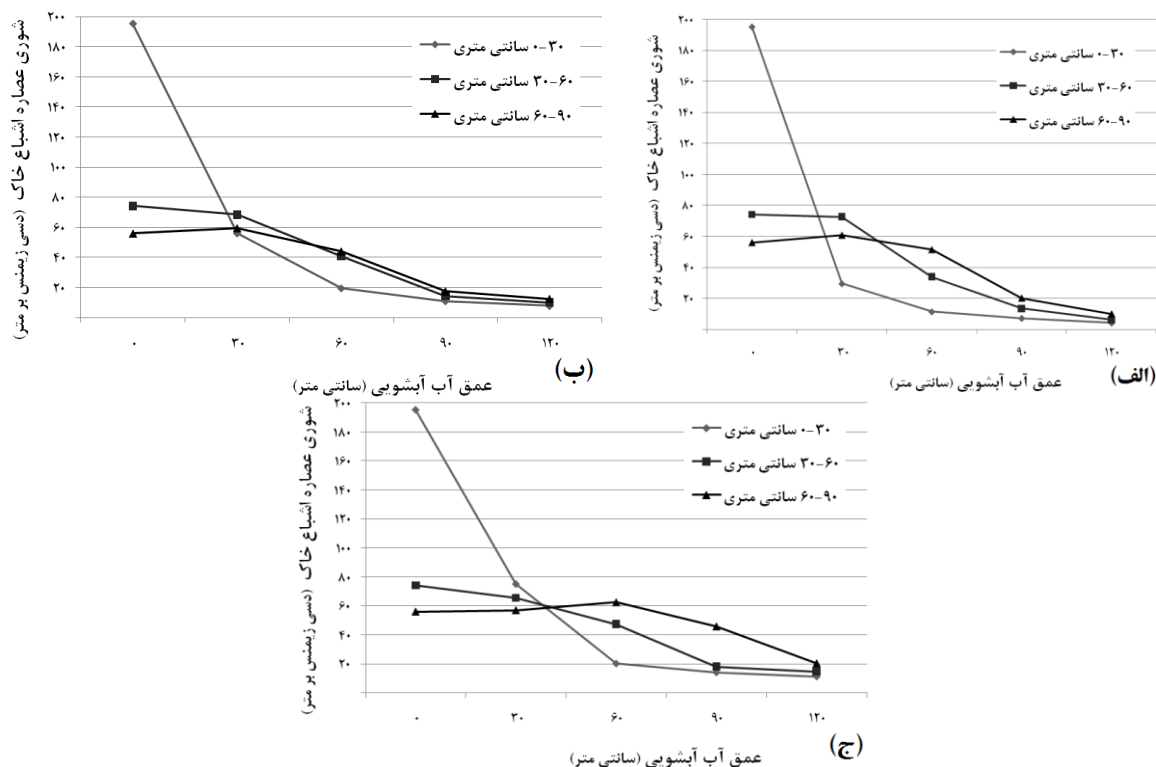 شوری عصاره اشباع خاک (دسی زیمنس بر متر)
۲۰۰
۱۸۰
۱۶۰
۱۴۰
۱۲۰
۱۰۰
۸۰
۶۰
۴۰
۲۰
۰-۳۰ سانتی متری
۳۰-۶۰ سانتی متری
۶۰-۹۰ سانتی متری
۰ ۳۰ ۶۰ ۹۰ ۱۲۰
عمق آب آبشویی (سانتی متر)
(الف)
شوری عصاره اشباع خاک (دسی زیمنس بر متر)
۲۰۰
۱۸۰
۱۶۰
۱۴۰
۱۲۰
۱۰۰
۸۰
۶۰
۴۰
۲۰
۰-۳۰ سانتی متری
۳۰-۶۰ سانتی متری
۶۰-۹۰ سانتی متری
۰ ۳۰ ۶۰ ۹۰ ۱۲۰
عمق آب آبشویی (سانتی متر)
(ب)
شوری عصاره اشباع خاک (دسی زیمنس بر متر)
۲۰۰
۱۸۰
۱۶۰
۱۴۰
۱۲۰
۱۰۰
۸۰
۶۰
۴۰
۲۰
۰-۳۰ سانتی متری
۳۰-۶۰ سانتی متری
۶۰-۹۰ سانتی متری
۰ ۳۰ ۶۰ ۹۰ ۱۲۰
عمق آب آبشویی (سانتی متر)
(ج)